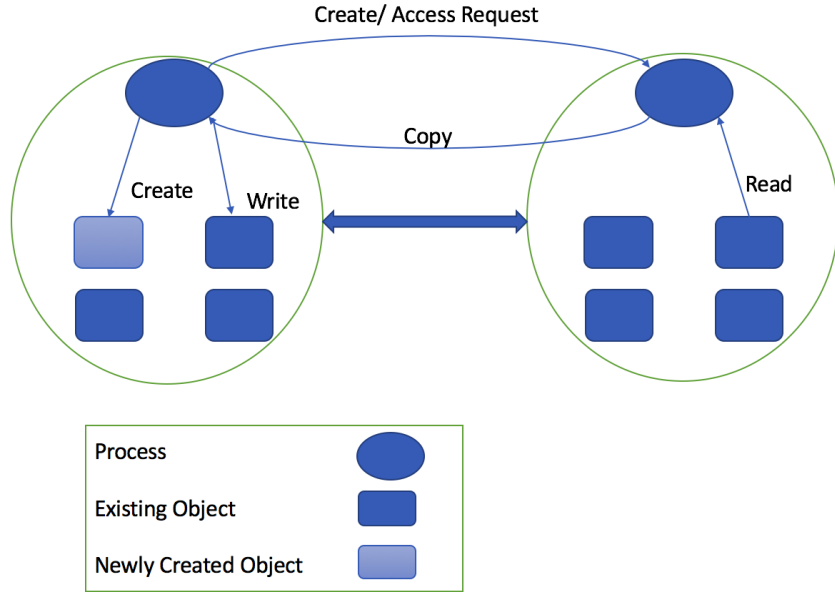 Create/ Access Request
Copy
Create
Write
Read
Process
Existing Object
Newly Created Object